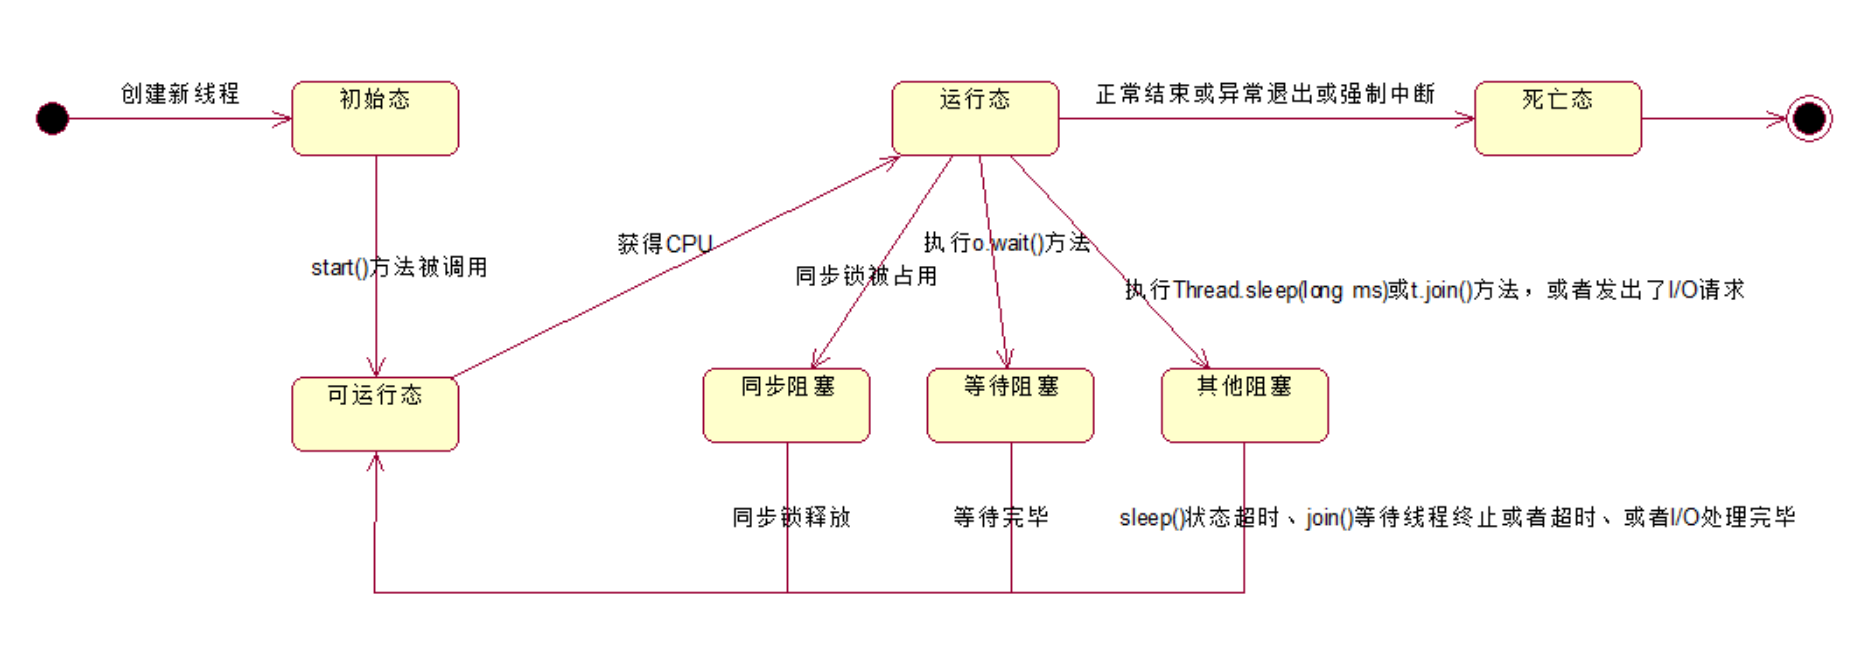 创建新线程
初始态
运行态
正常结束或异常退出或强制中断
死亡态
获得CPU
执行o.wait()方法
start()方法被调用
同步锁被占用
执行Thread.sleep(long ms)或t.join()方法，或者发出了I/O请求
可运行态
同步阻塞
等待阻塞
其他阻塞
同步锁释放
等待完毕
sleep()状态超时、join()等待线程终止或者超时、或者I/O处理完毕